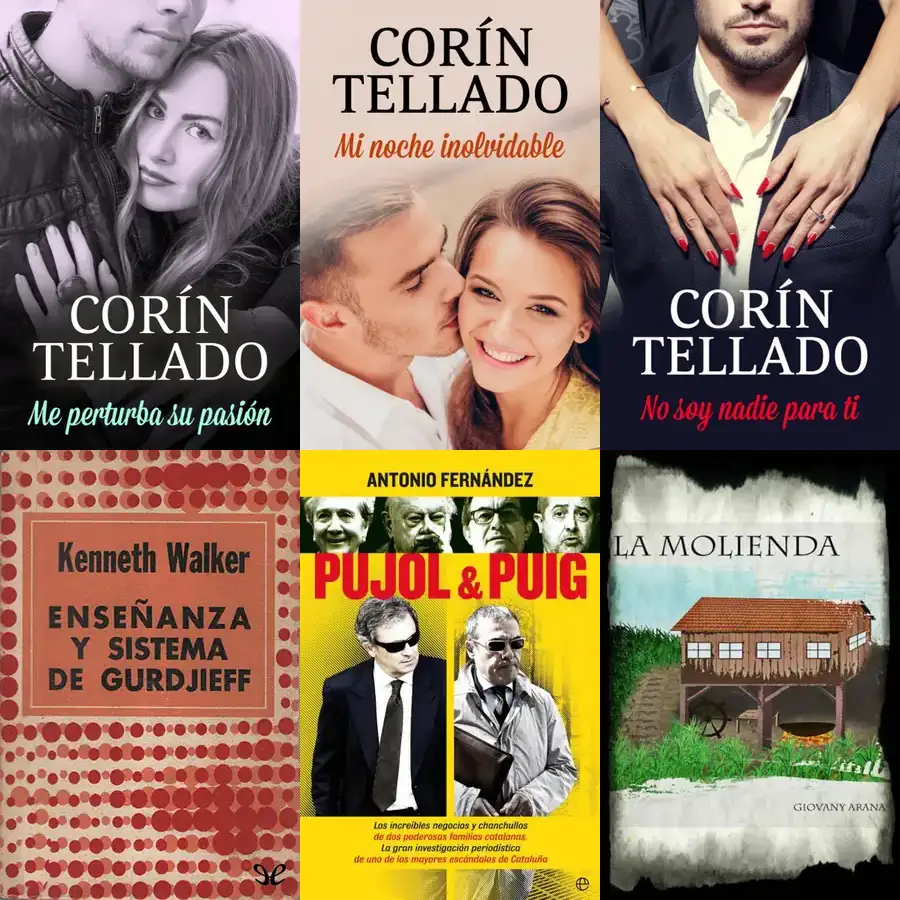 CORÍN
TELLADO
Me perturba su pasión
CORÍN
TELLADO
Mi noche inolvidable
CORÍN
TELLADO
No soy nadie para ti
Kenneth Walker
ENSEÑANZA
Y SISTEMA
DE GURDJIEFF
ANTONIO FERNÁNDEZ
PUJOL & PUIG
Los increíbles negocios y chanchullos
de dos poderosas familias catalanas.
La gran investigación periodística
de uno de los mayores escándalos de Cataluña
LA MOLIENDA
GIOVANY ARANA